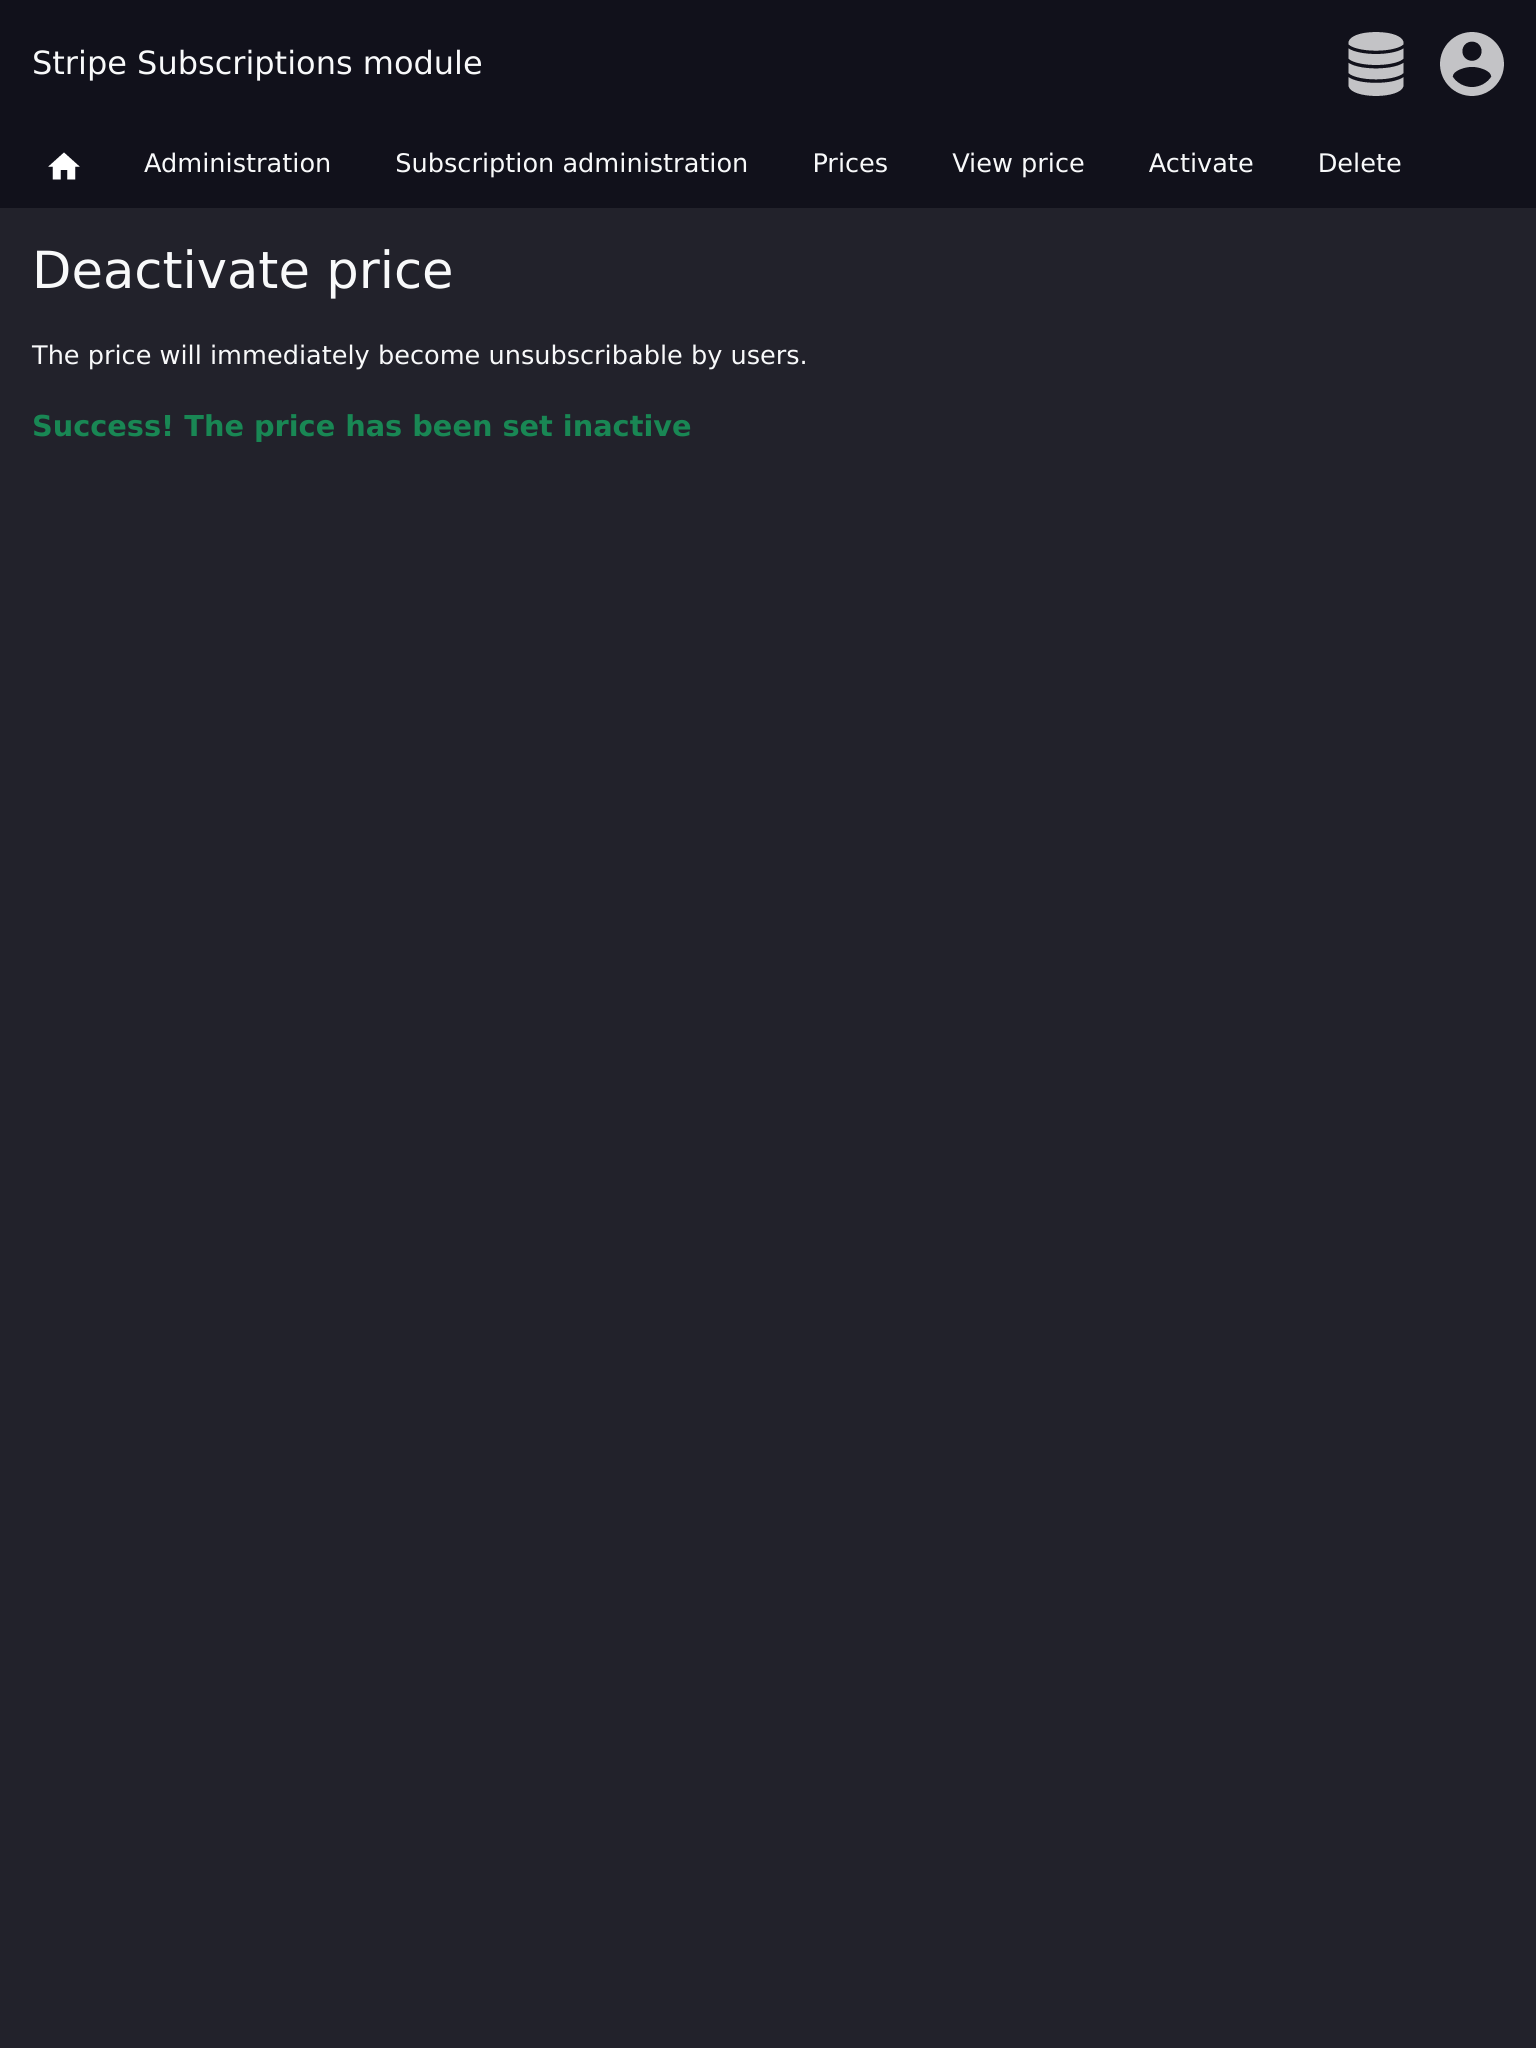 Stripe Subscriptions module
Administration Subscription administration Prices View price Activate Delete
Deactivate price
The price will immediately become unsubscribable by users.
Success! The price has been set inactive